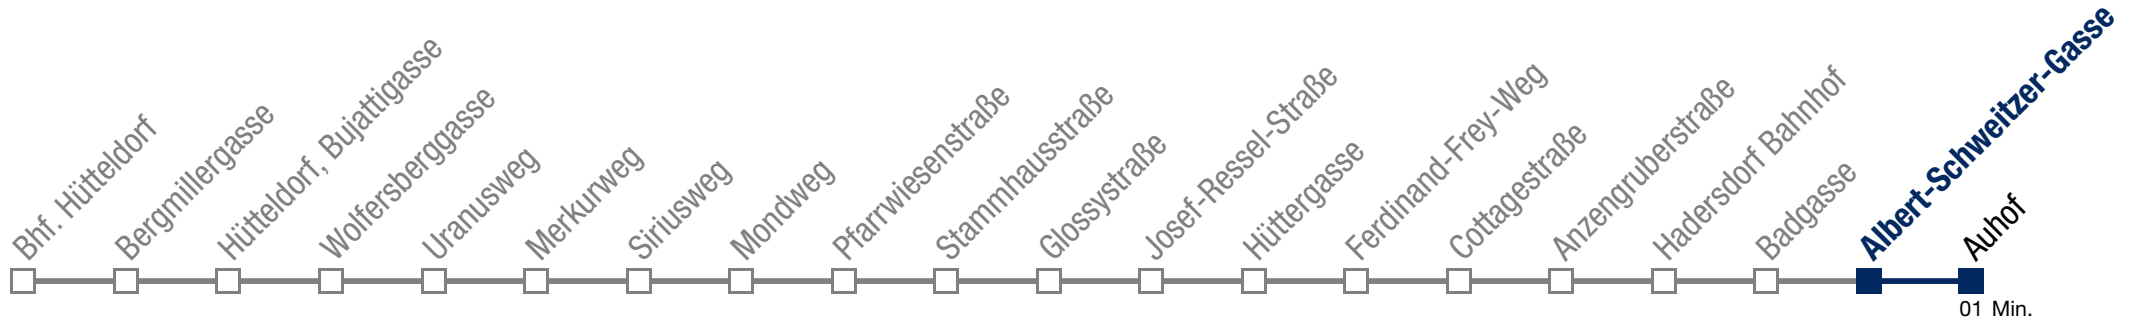 Bhf. Hütteldorf
Bergmillergasse
Hütteldorf, Bujattigasse
Wolfersberggasse
Uranusweg
Merkurweg
Siriusweg
Mondweg
Pfarrwiesenstraße
Stammhausstraße
Glossystraße
Josef-Ressel-Straße
Hüttergasse
Ferdinand-Frey-Weg
Cottagestraße
Anzengruberstraße
Hadersdorf Bahnhof
Badgasse
Albert-Schweitzer-Gasse
Auhof
01 Min.